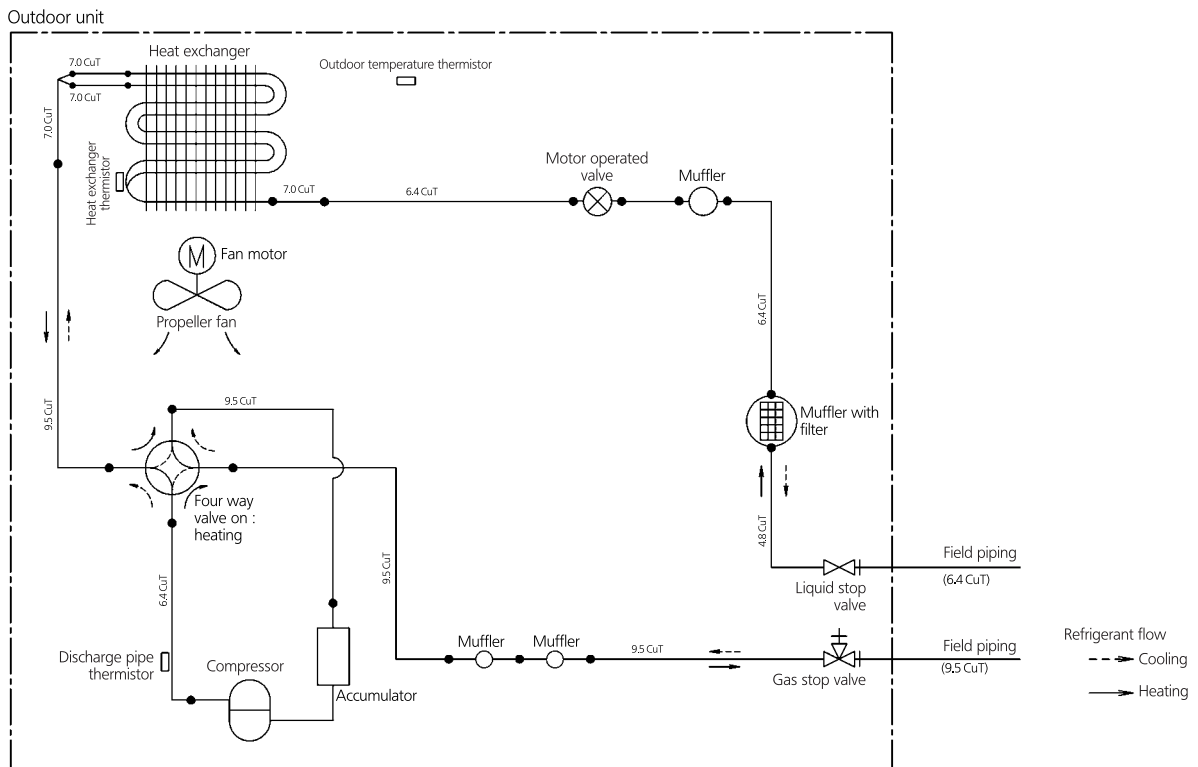 Outdoor unit
Heat exchanger
7.0 CuT
7.0 CuT
7.0 CuT
Outdoor temperature thermistor
Heat exchanger
thermistor
7.0 CuT
6.4 CuT
Motor operated
valve
Muffler
M
Fan motor
Propeller fan
6.4 CuT
9.5 CuT
9.5 CuT
Muffler with
filter
Four way
valve on :
heating
6.4 CuT
9.5 CuT
4.8 CuT
Field piping
(6.4 CuT)
Liquid stop
valve
Discharge pipe
thermistor
Compressor
Accumulator
Muffler
Muffler
9.5 CuT
Gas stop valve
Field piping
(9.5 CuT)
Refrigerant flow
Cooling
Heating